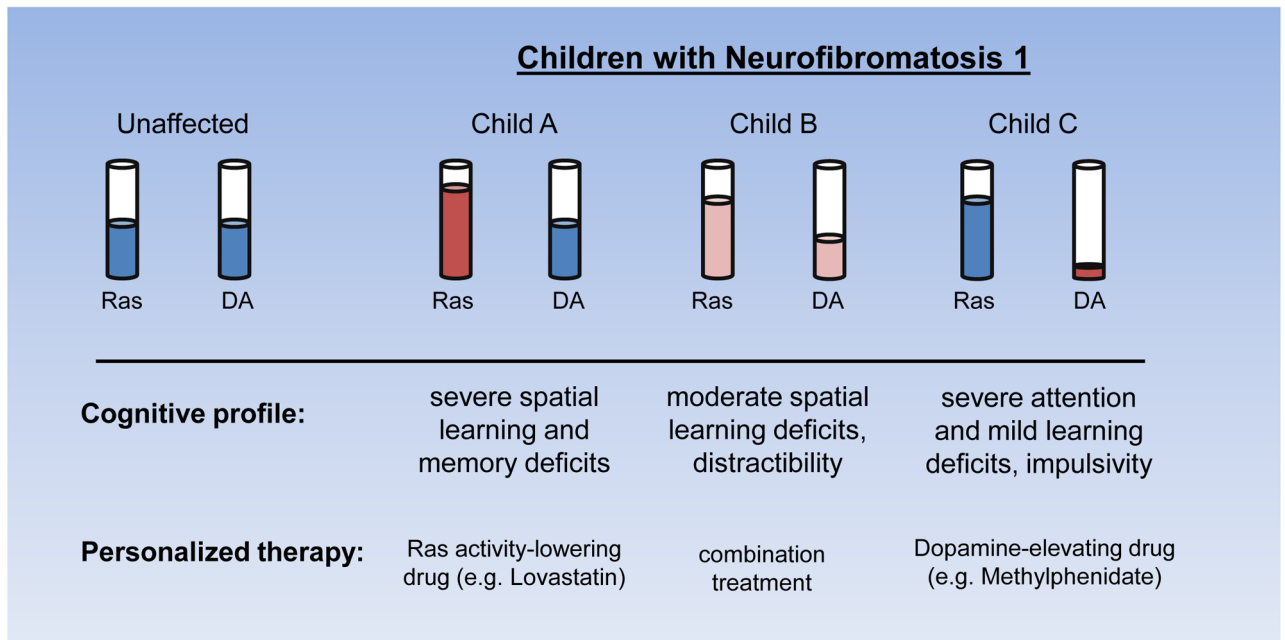 Children with Neurofibromatosis 1
Unaffected
Child A
Child B
Child C
Ras
DA
Ras
DA
Ras
DA
Ras
DA
Cognitive profile:
severe spatial
learning and
memory deficits
moderate spatial
learning deficits,
distractibility
severe attention
and mild learning
deficits, impulsivity
Personalized therapy:
Ras activity-lowering
drug (e.g. Lovastatin)
combination
treatment
Dopamine-elevating drug
(e.g. Methylphenidate)